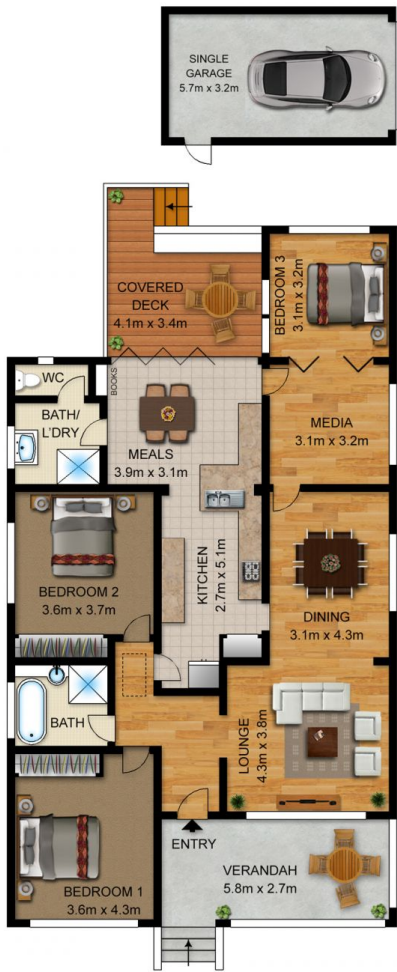 SINGLE
GARAGE
5.7m x 3.2m
COVERED
DECK
4.1m x 3.4m
BEDROOM 3
3.1m x 3.2m
BOOKS
WC
BATH/
L'DRY
MEALS
3.9m x 3.1m
MEDIA
3.1m x 3.2m
BEDROOM 2
3.6m x 3.7m
KITCHEN
2.7m x 5.1m
DINING
3.1m x 4.3m
BATH
LOUNGE
4.3m x 3.8m
ENTRY
VERANDAH
5.8m x 2.7m
BEDROOM 1
3.6m x 4.3m